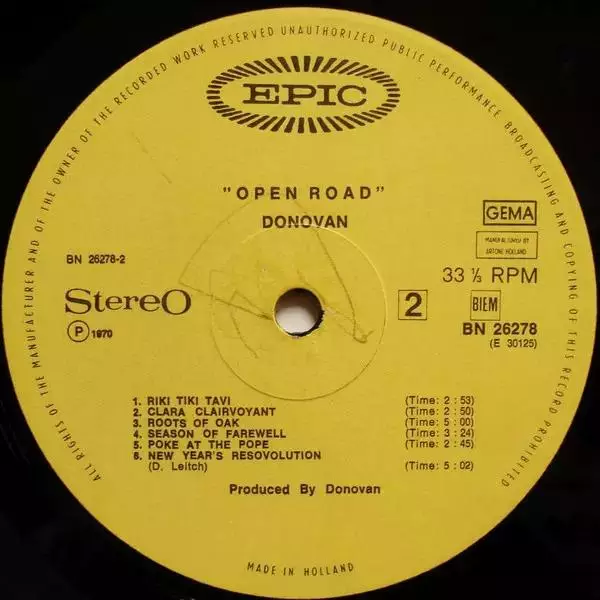 ALL RIGHTS OF THE MANUFACTURER AND OF THE OWNER OF THE RECORDED WORK RESERVED UNAUTHORIZED PUBLIC PERFORMANCE BROADCASTING AND COPYING OF THIS RECORD PROHIBITED
EPIC
"OPEN ROAD"
DONOVAN
GEMA
MANUFACTURED BY
ARTONE HOLLAND
BN 26278-2
33 ⅓ RPM
Stereo
2
BIEM
Ⓟ 1970
BN 26278
(E 30125)
1. RIKI TIKI TAVI (Time: 2 : 53)
2. CLARA CLAIRVOYANT (Time: 2 : 50)
3. ROOTS OF OAK (Time: 5 : 00)
4. SEASON OF FAREWELL (Time: 3 : 24)
5. POKE AT THE POPE (Time: 2 : 45)
6. NEW YEAR'S RESOVOLUTION
(D. Leitch) (Time: 5 : 02)
Produced By Donovan
MADE IN HOLLAND